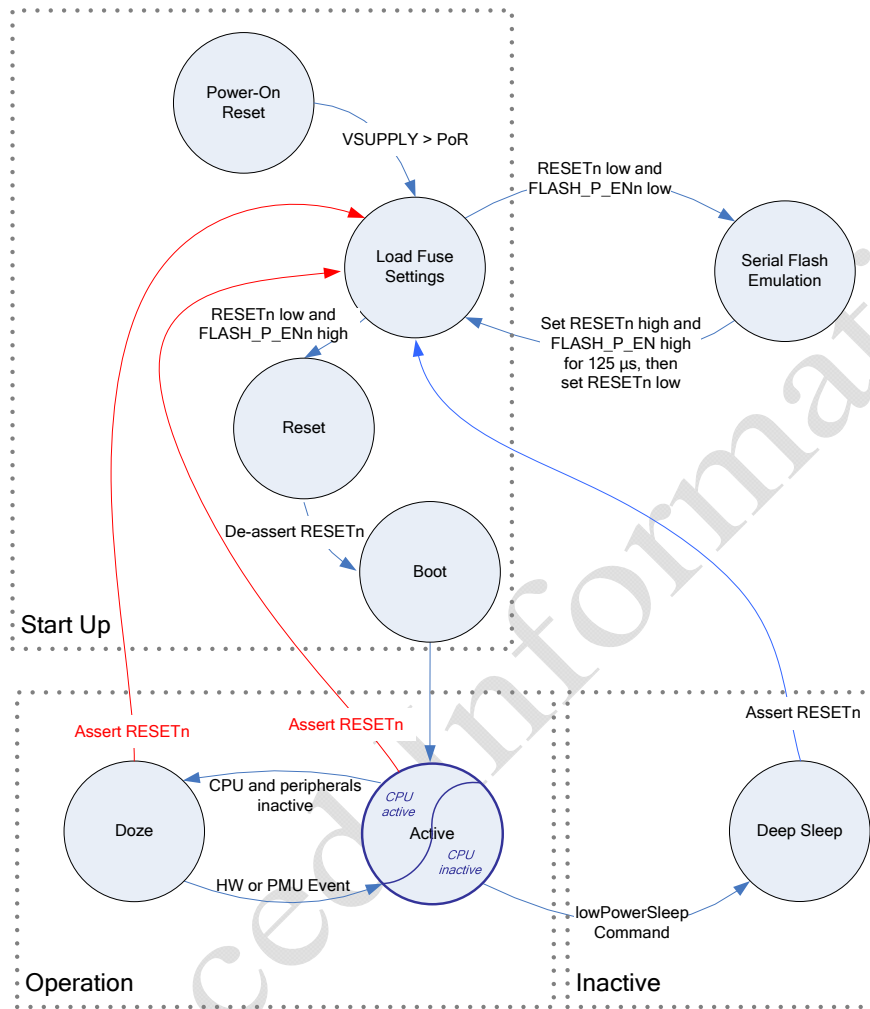 Power-On
Reset
VSUPPLY > PoR
RESETn low and
FLASH_P_ENn low
Load Fuse
Settings
Serial Flash
Emulation
RESETn low and
FLASH_P_ENn high
Set RESETn high and
FLASH_P_EN high
for 125 µs, then
set RESETn low
Reset
De-assert RESETn
Boot
Start Up
Assert RESETn
Assert RESETn
Assert RESETn
CPU and peripherals
inactive
CPU
active
Doze
Active
CPU
inactive
Deep Sleep
HW or PMU Event
lowPowerSleep
Command
Operation
Inactive
ced Informati